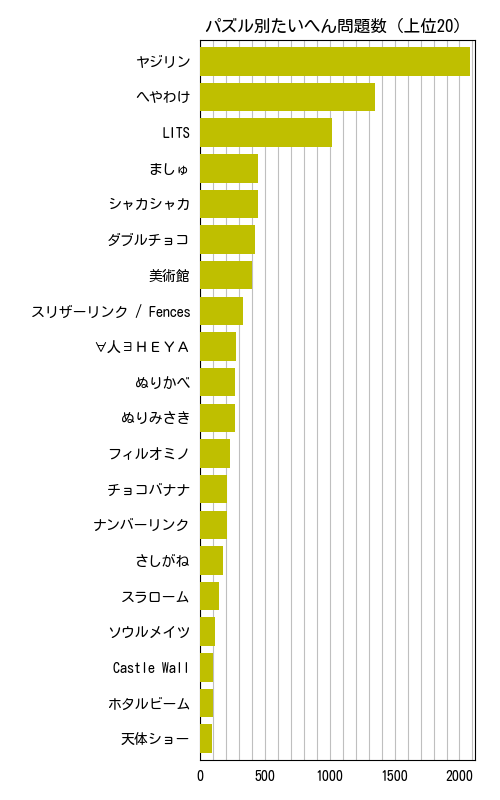 パズル別たいへん問題数 (上位20)
ヤジリン
へやわけ
LITS
ましゅ
シャカシャカ
ダブルチョコ
美術館
スリザーリンク / Fences
∀人∃ＨＥＹＡ
ぬりかべ
ぬりみさき
フィルオミノ
チョコバナナ
ナンバーリンク
さしがね
スラローム
ソウルメイツ
Castle Wall
ホタルビーム
天体ショー
0 500 1000 1500 2000